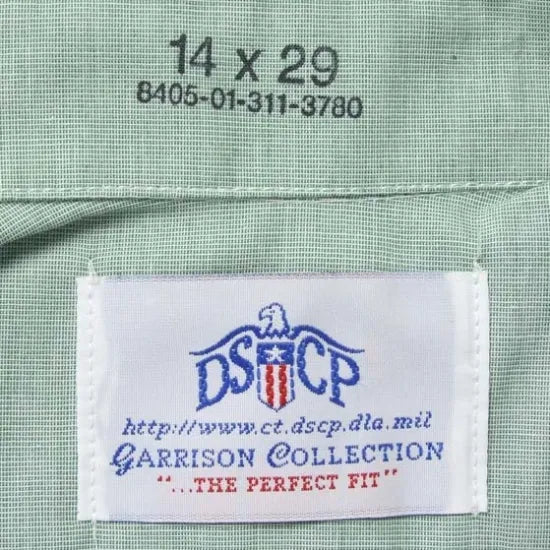 14 x 29
8405-01-311-3780
DSCP
http://www.ct.dscp.dla.mil
GARRISON COLLECTION
"...THE PERFECT FIT"